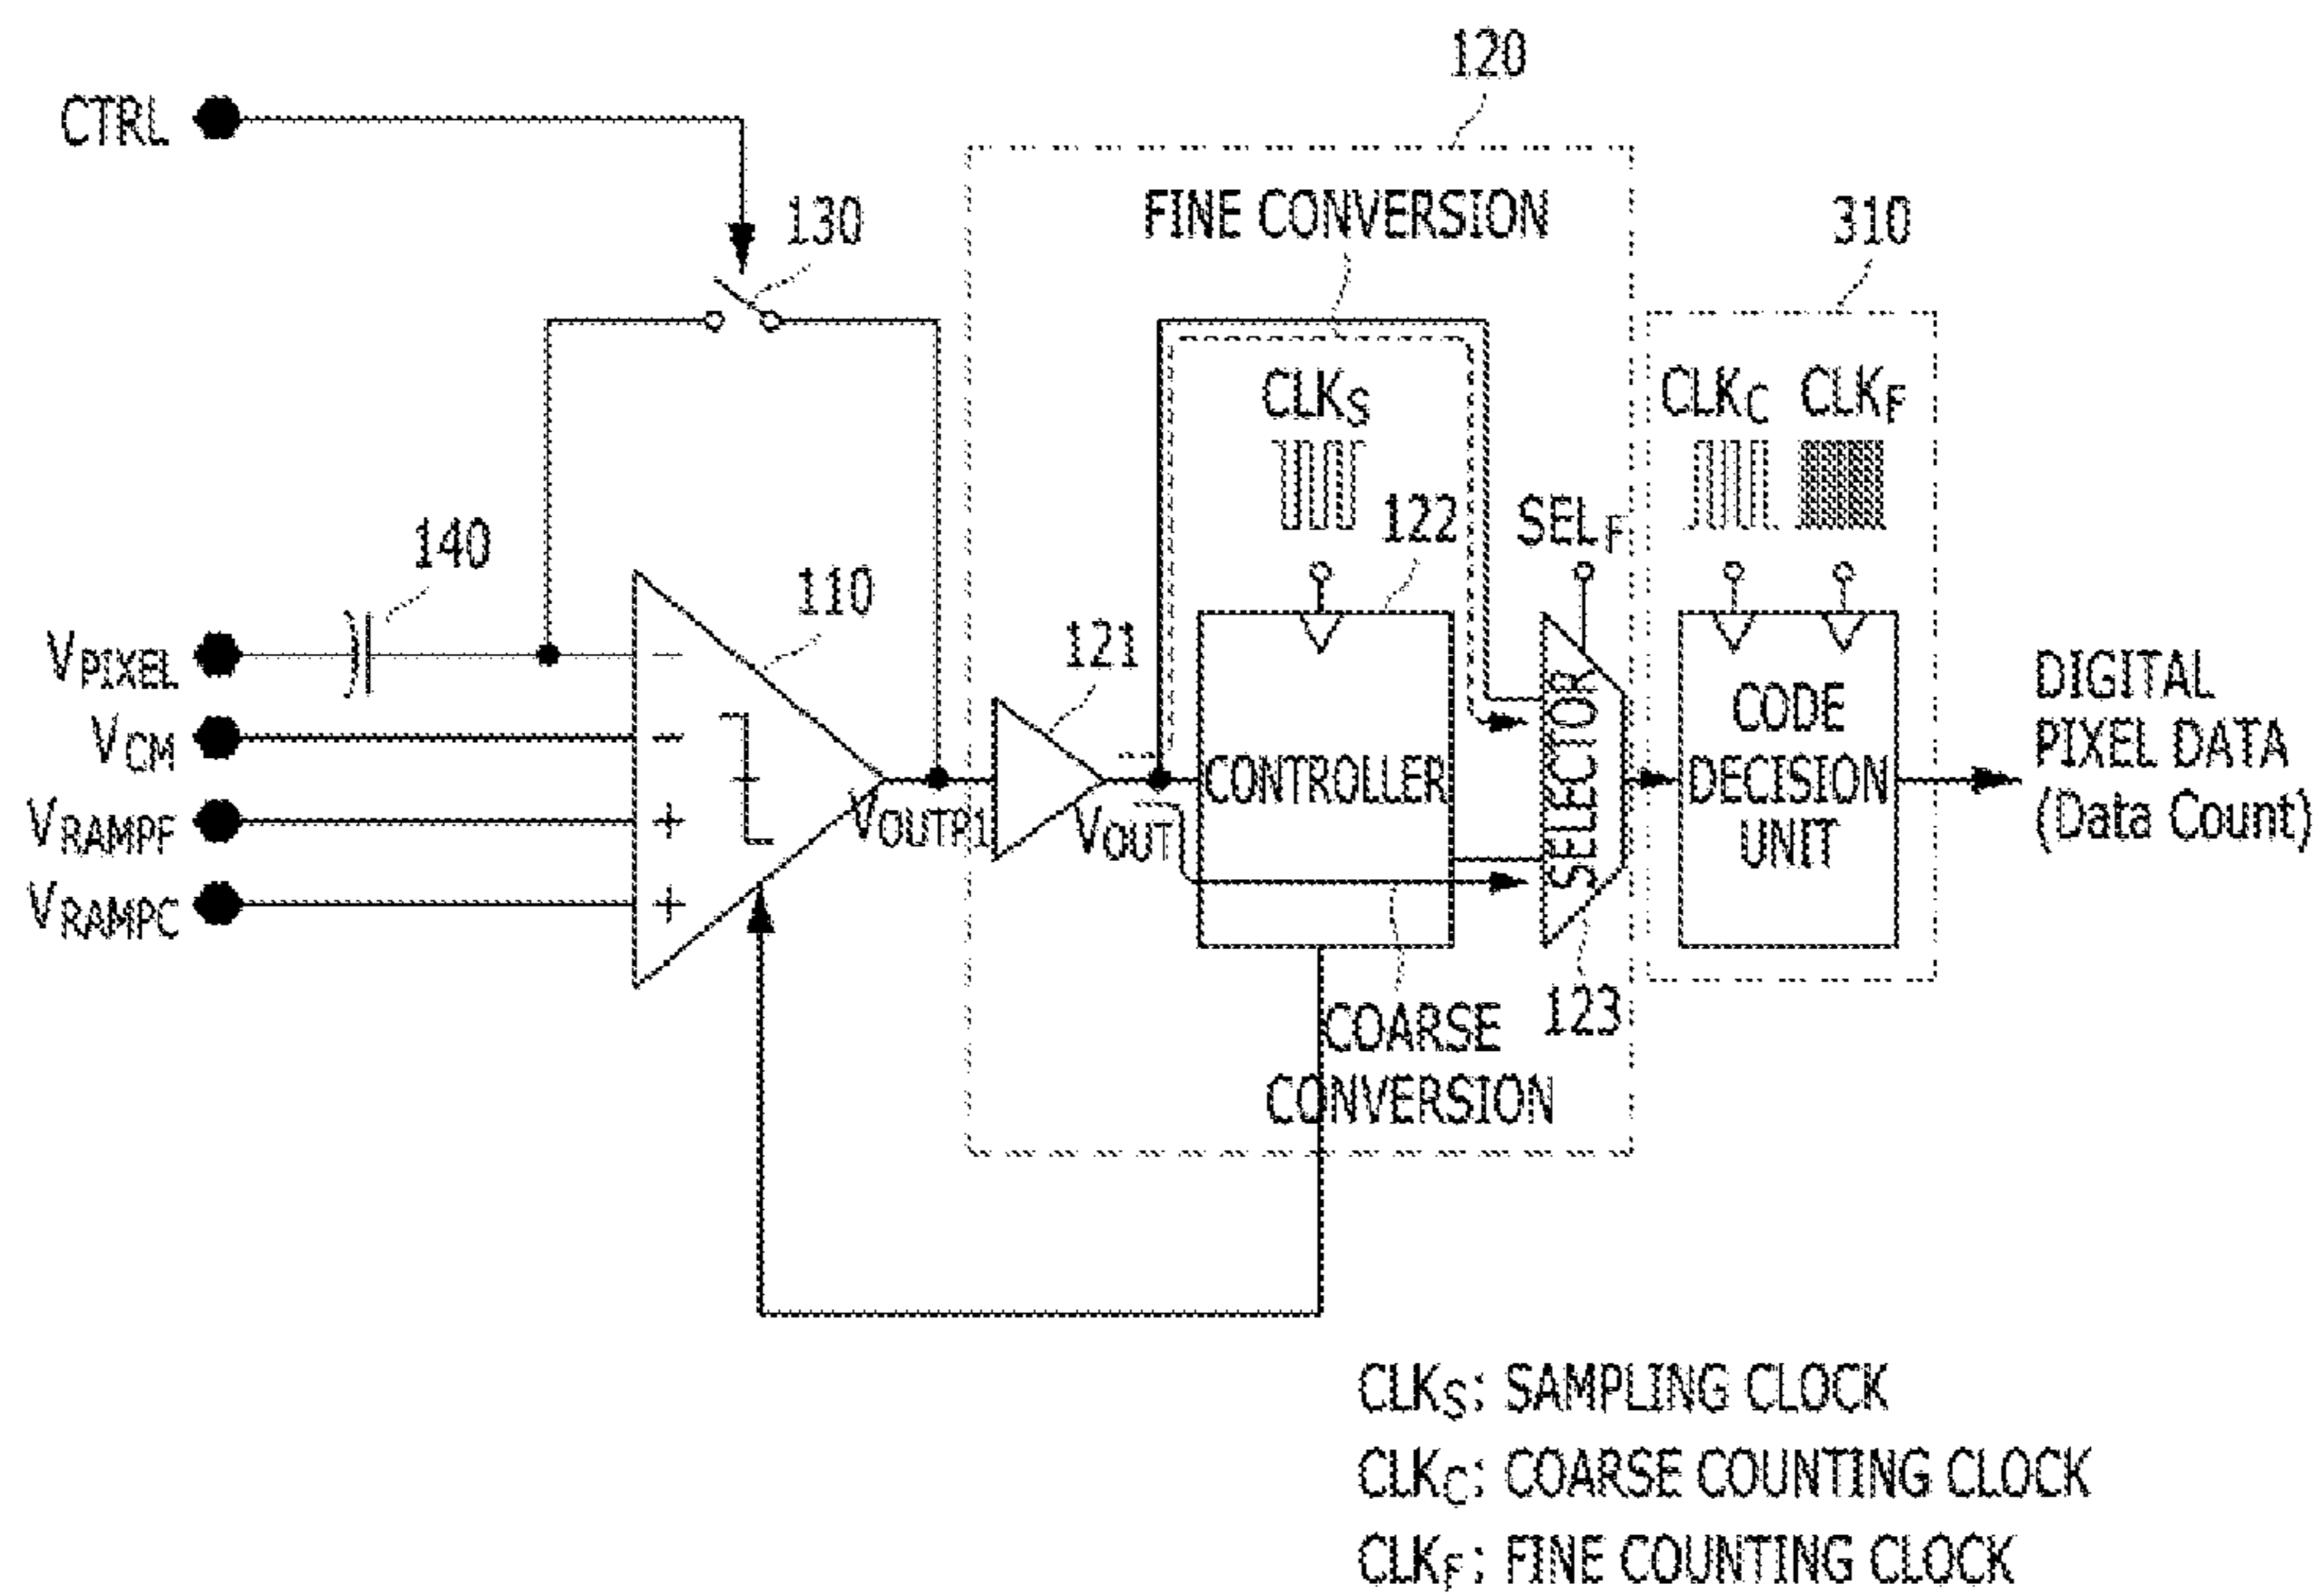 120
CTRL
130
FINE CONVERSION
310
CLKS
CLKC CLKF
122
SELF
140
110
121
VPIXEL
−
VCM
−
VRAMPF
+
VRAMPC
+
VOUTP1
VOUT
CONTROLLER
SELECTOR
CODE
DECISION
UNIT
DIGITAL
PIXEL DATA
(Data Count)
123
COARSE
CONVERSION
CLKS: SAMPLING CLOCK
CLKC: COARSE COUNTING CLOCK
CLKF: FINE COUNTING CLOCK